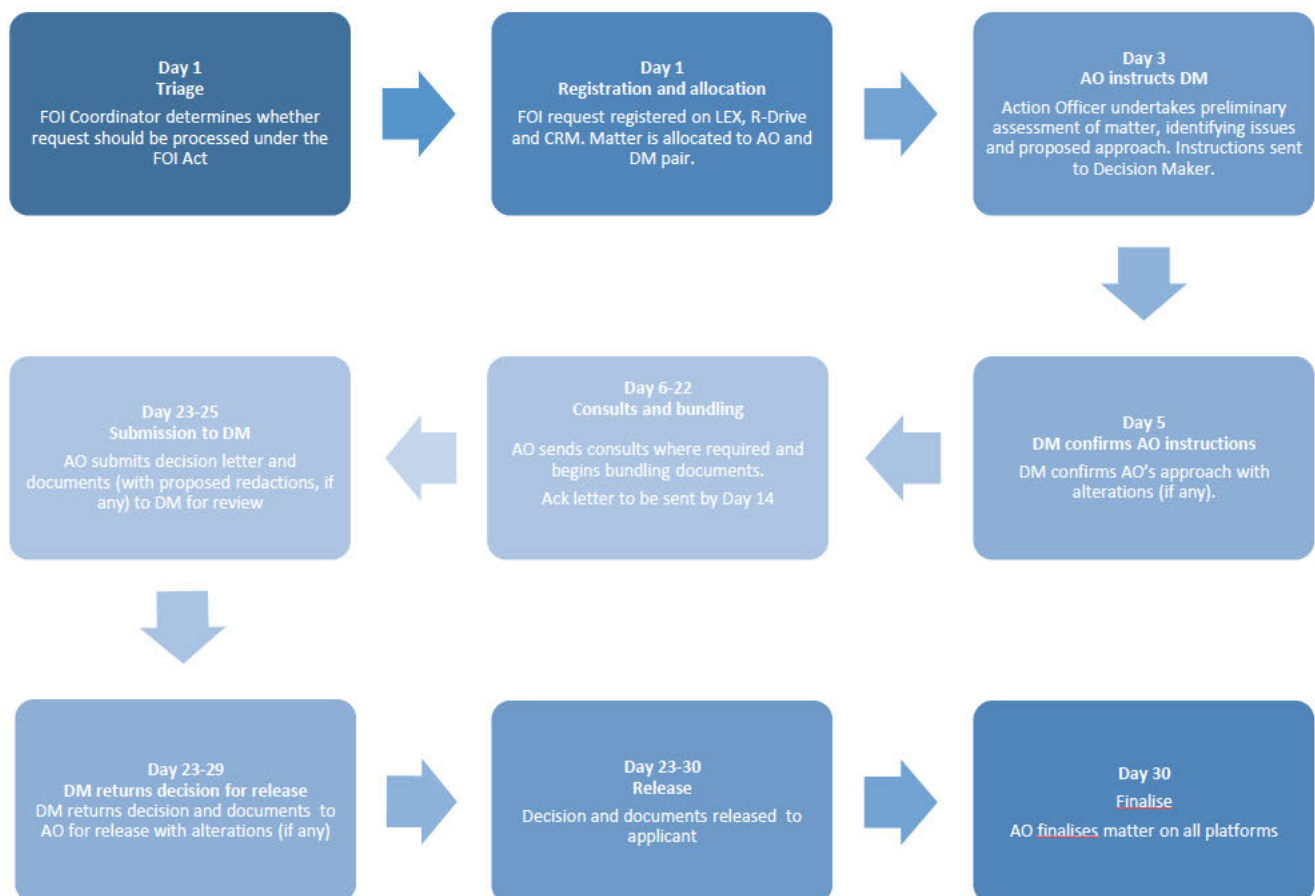 Day 1
Triage
FOI Coordinator determines whether
request should be processed under the
FOI Act
Day 1
Registration and allocation
FOI request registered on LEX, R-Drive
and CRM. Matter is allocated to AO and
DM pair.
Day 3
AO instructs DM
Action Officer undertakes preliminary
assessment of matter, identifying issues
and proposed approach. Instructions sent
to Decision Maker.
Day 5
DM confirms AO instructions
DM confirms AO's approach with
alterations (if any).
Day 6-22
Consults and bundling
AO sends consults where required and
begins bundling documents.
Ack letter to be sent by Day 14
Day 23-25
Submission to DM
AO submits decision letter and
documents (with proposed redactions, if
any) to DM for review
Day 23-29
DM returns decision for release
DM returns decision and documents to
AO for release with alterations (if any)
Day 23-30
Release
Decision and documents released to
applicant
Day 30
Finalise
AO finalises matter on all platforms